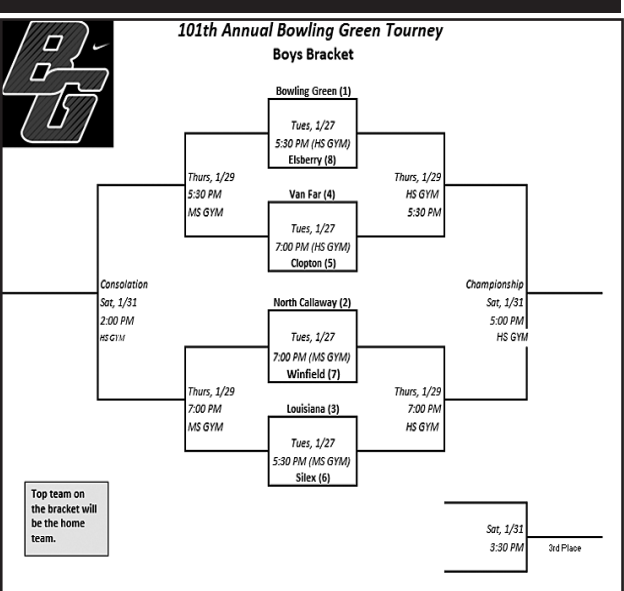 101th Annual Bowling Green Tourney
Boys Bracket
BG
Bowling Green (1)
Tues, 1/27
5:30 PM (HS GYM)
Elsberry (8)
Thurs, 1/29
5:30 PM
MS GYM
Thurs, 1/29
HS GYM
5:30 PM
Van Far (4)
Tues, 1/27
7:00 PM (HS GYM)
Clopton (5)
Consolation
Sat, 1/31
2:00 PM
HS GYM
Championship
Sat, 1/31
5:00 PM
HS GYM
North Callaway (2)
Tues, 1/27
7:00 PM (MS GYM)
Winfield (7)
Thurs, 1/29
7:00 PM
MS GYM
Thurs, 1/29
7:00 PM
HS GYM
Louisiana (3)
Tues, 1/27
5:30 PM (MS GYM)
Silex (6)
Top team on
the bracket will
be the home
team.
Sat, 1/31
3:30 PM
3rd Place